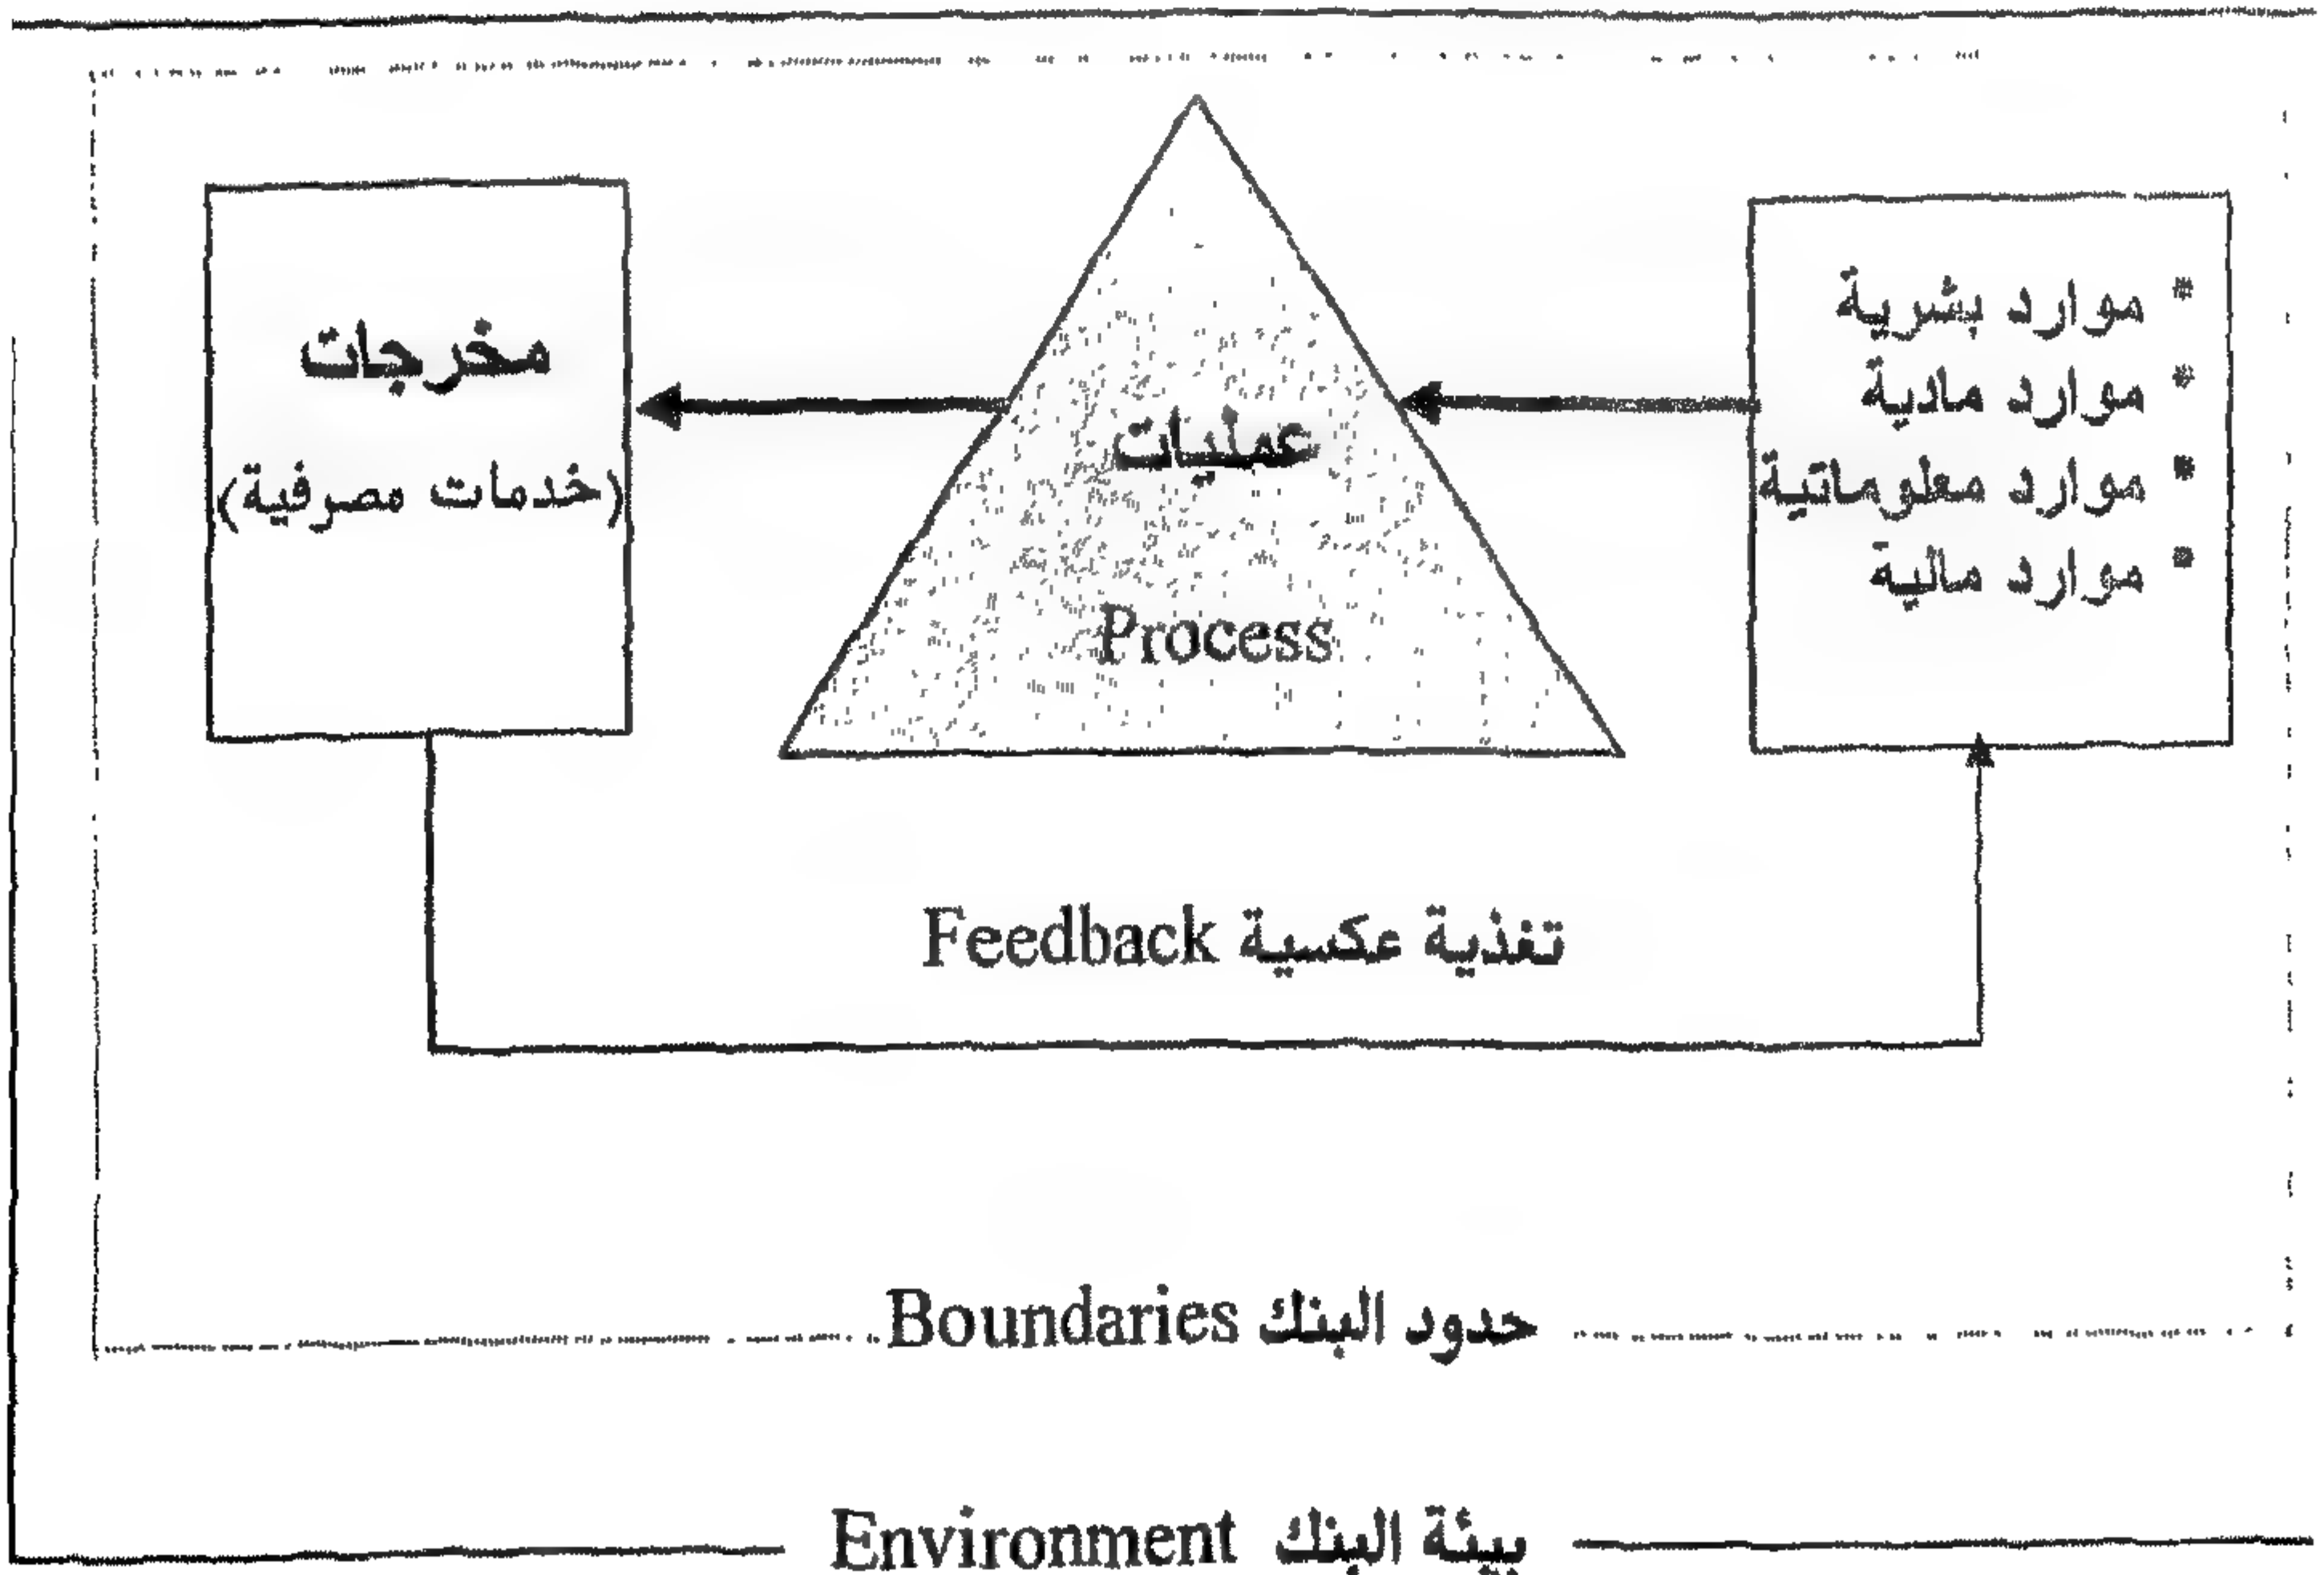 * موارد بشرية
* موارد مادية
* موارد معلوماتية
* موارد مالية
عمليات
Process
مخرجات
(خدمات مصرفية)
تغذية عكسية Feedback
حدود البنك Boundaries
بيئة البنك Environment